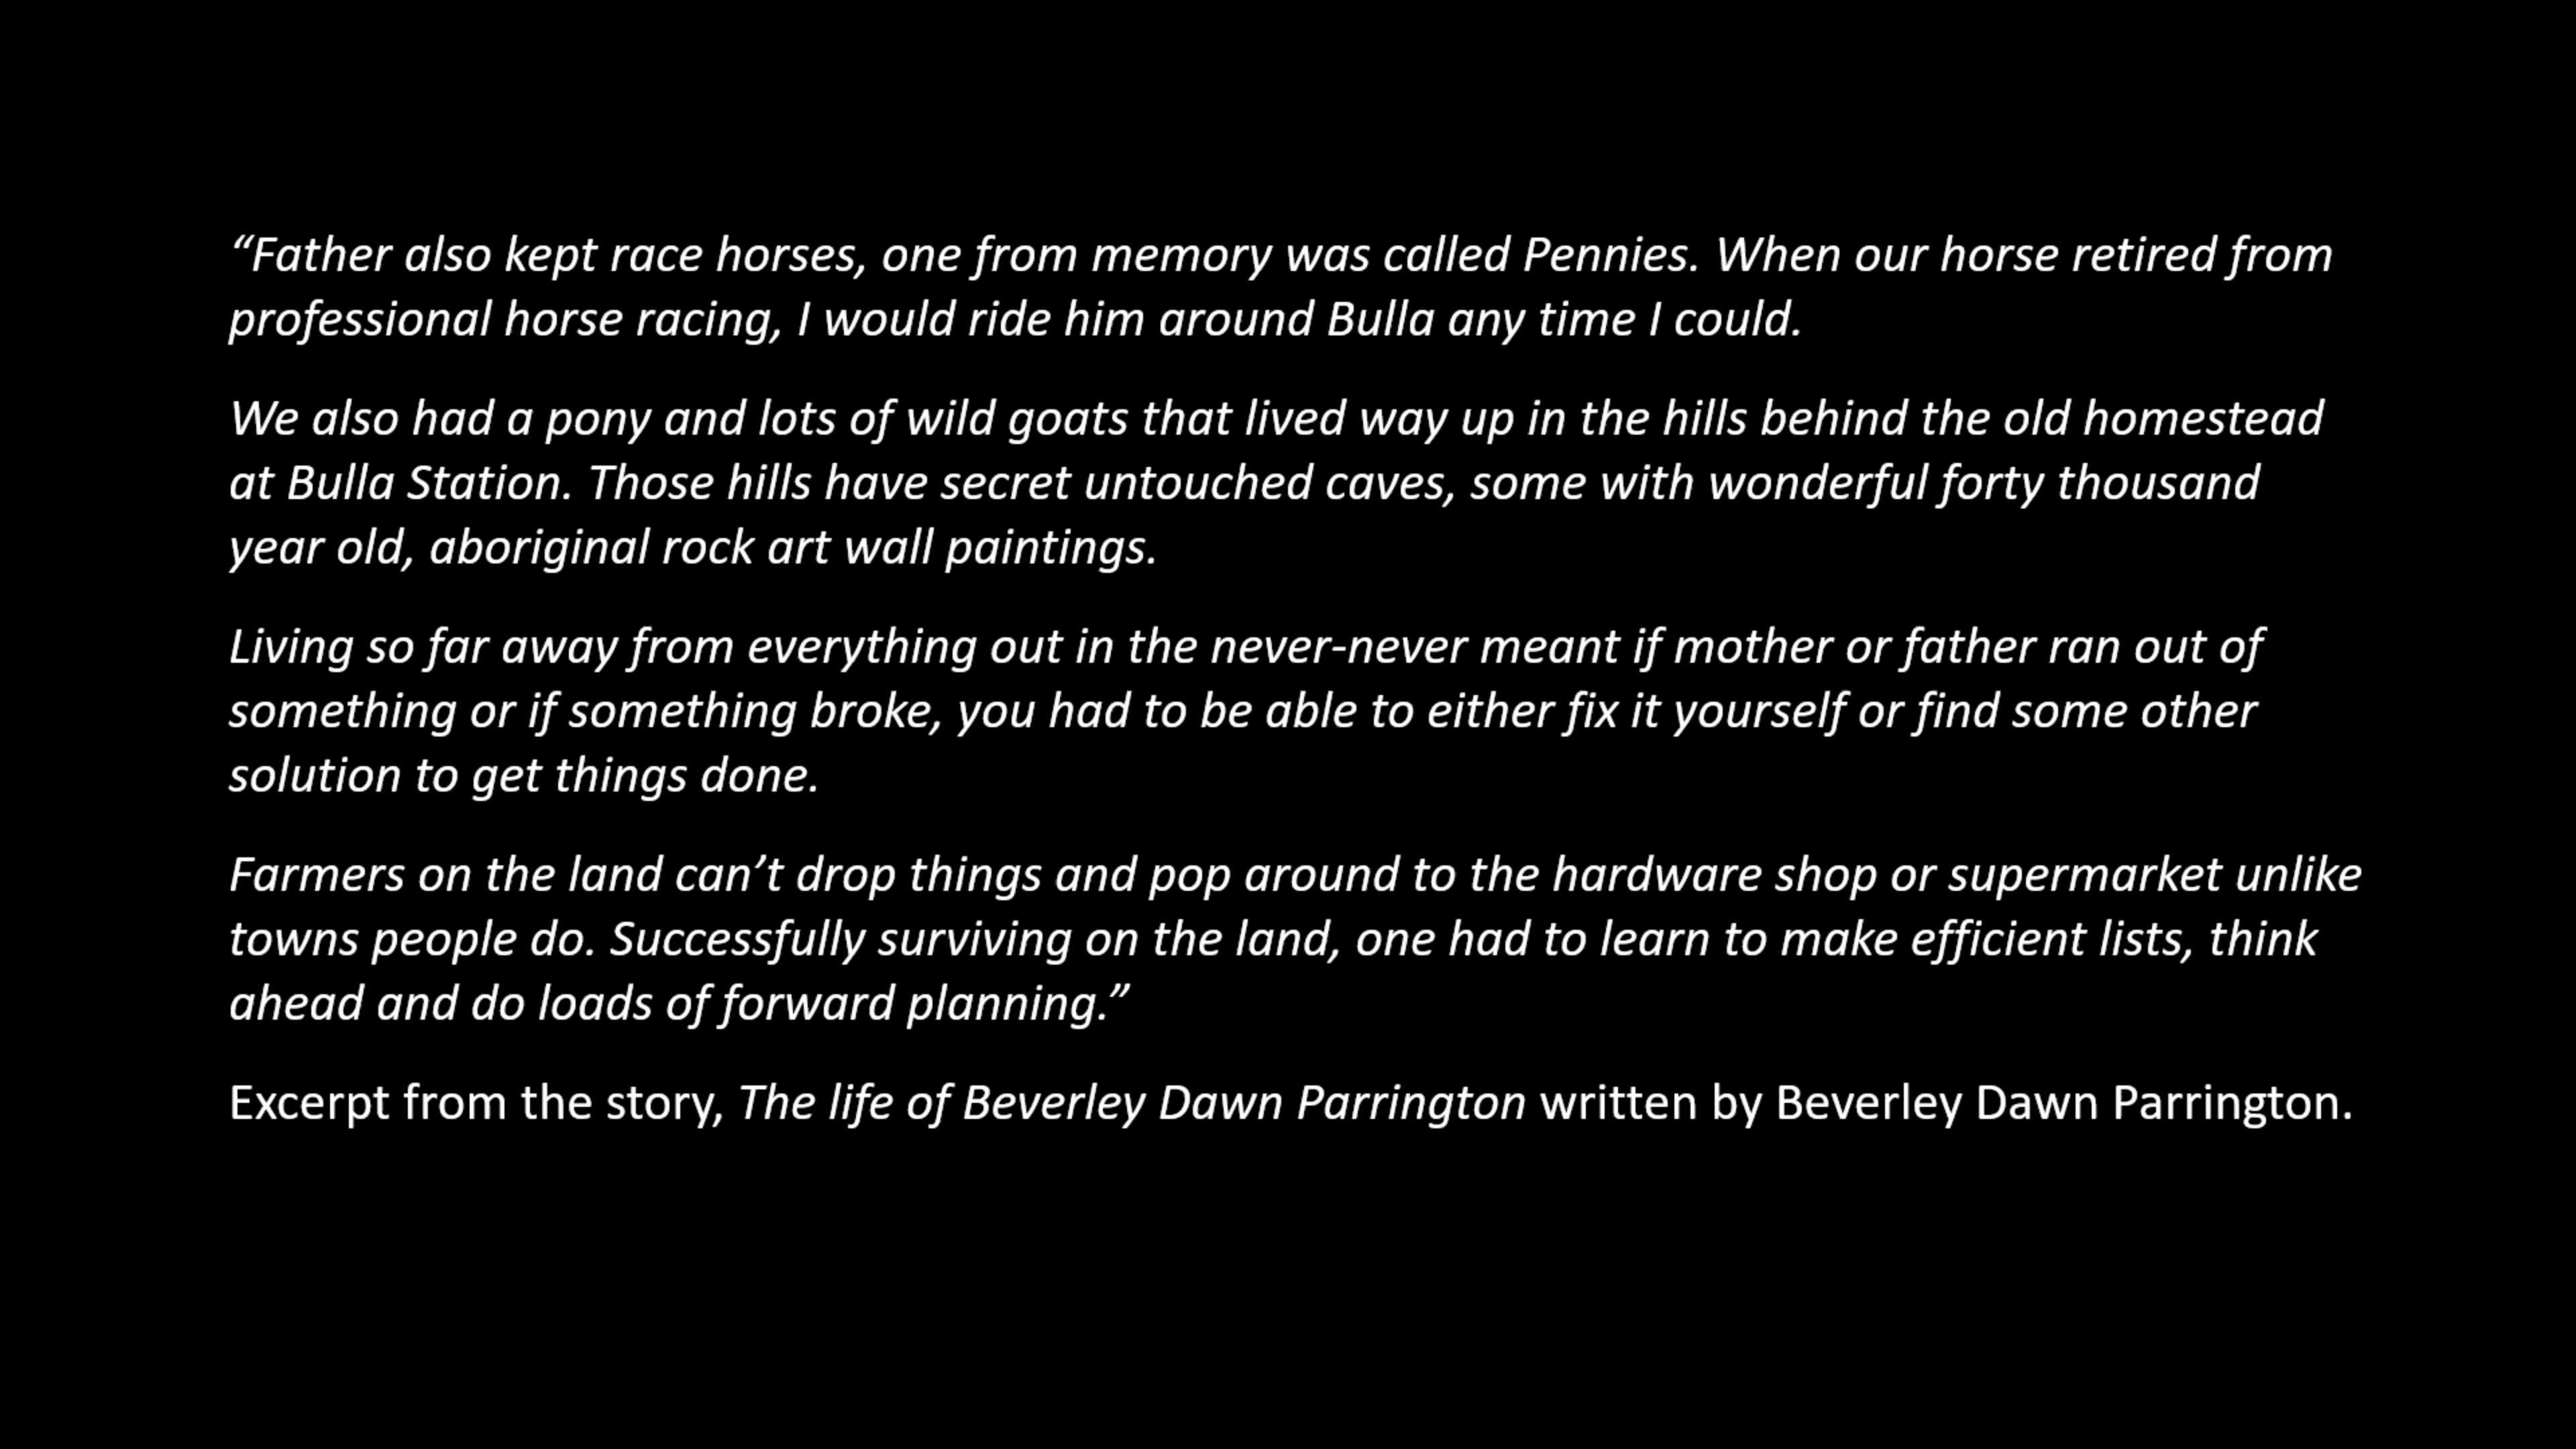 “Father also kept race horses, one from memory was called Pennies. When our horse retired from
professional horse racing, I would ride him around Bulla any time I could.
We also had a pony and lots of wild goats that lived way up in the hills behind the old homestead
at Bulla Station. Those hills have secret untouched caves, some with wonderful forty thousand
year old, aboriginal rock art wall paintings.
Living so far away from everything out in the never-never meant if mother or father ran out of
something or if something broke, you had to be able to either fix it yourself or find some other
solution to get things done.
Farmers on the land can’t drop things and pop around to the hardware shop or supermarket unlike
towns people do. Successfully surviving on the land, one had to learn to make efficient lists, think
ahead and do loads of forward planning.”
Excerpt from the story, The life of Beverley Dawn Parrington written by Beverley Dawn Parrington.